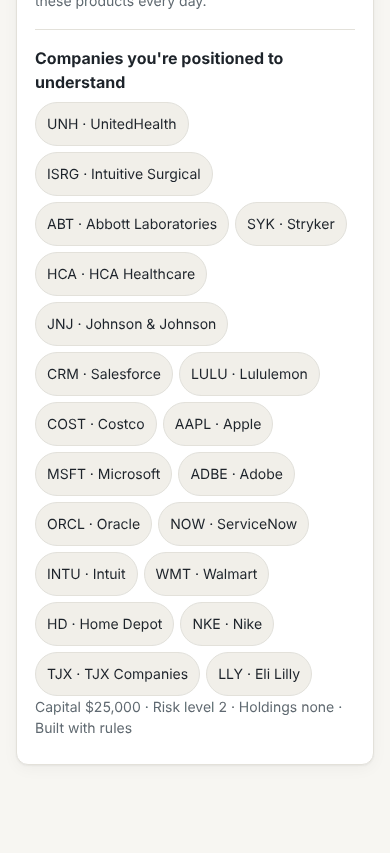 these products every day.
Companies you're positioned to
understand
UNH · UnitedHealth
ISRG · Intuitive Surgical
ABT · Abbott Laboratories
SYK · Stryker
HCA · HCA Healthcare
JNJ · Johnson & Johnson
CRM · Salesforce
LULU · Lululemon
COST · Costco
AAPL · Apple
MSFT · Microsoft
ADBE · Adobe
ORCL · Oracle
NOW · ServiceNow
INTU · Intuit
WMT · Walmart
HD · Home Depot
NKE · Nike
TJX · TJX Companies
LLY · Eli Lilly
Capital $25,000 · Risk level 2 · Holdings none ·
Built with rules